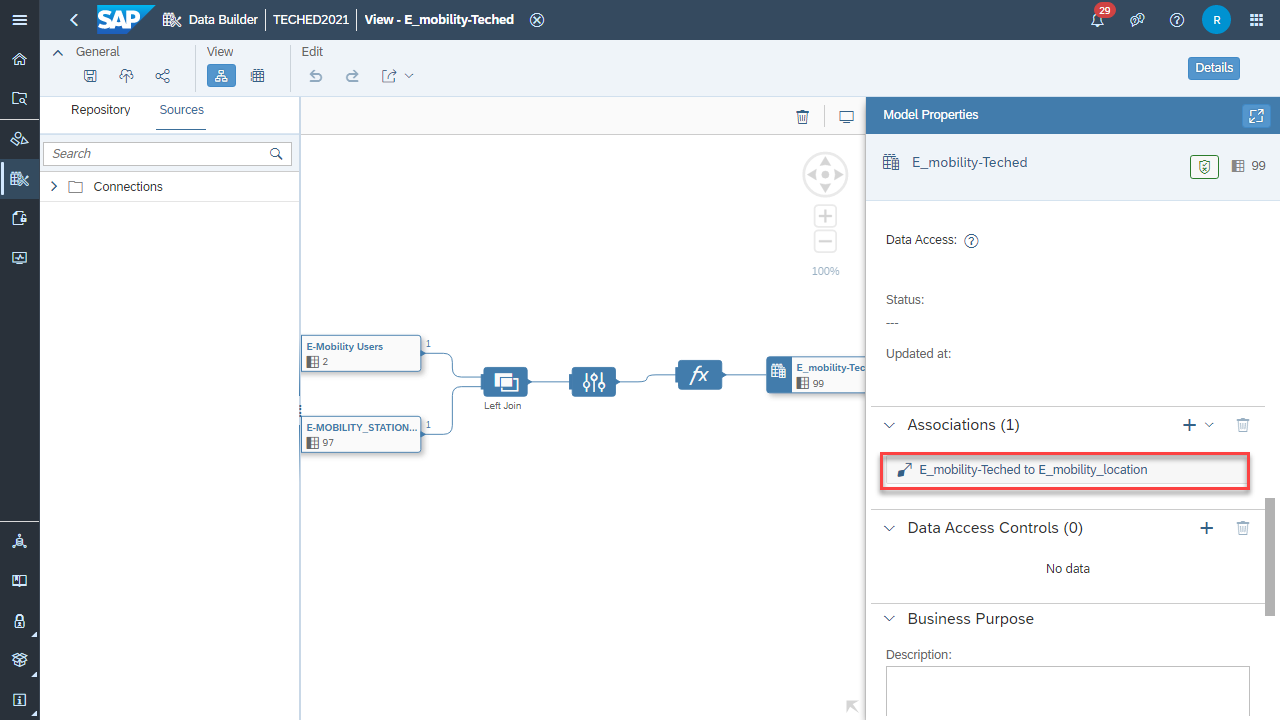 SAP Data Builder TECHED2021 View - E_mobility-Teched 29 R
General View Edit
Details
Repository Sources
Search
Connections
100%
E-Mobility Users
2
1
E-MOBILITY_STATION...
97
1
Left Join
fx
E_mobility-Tec
99
Model Properties
E_mobility-Teched 99
Data Access:
Status:
---
Updated at:
Associations (1)
E_mobility-Teched to E_mobility_location
Data Access Controls (0)
No data
Business Purpose
Description: